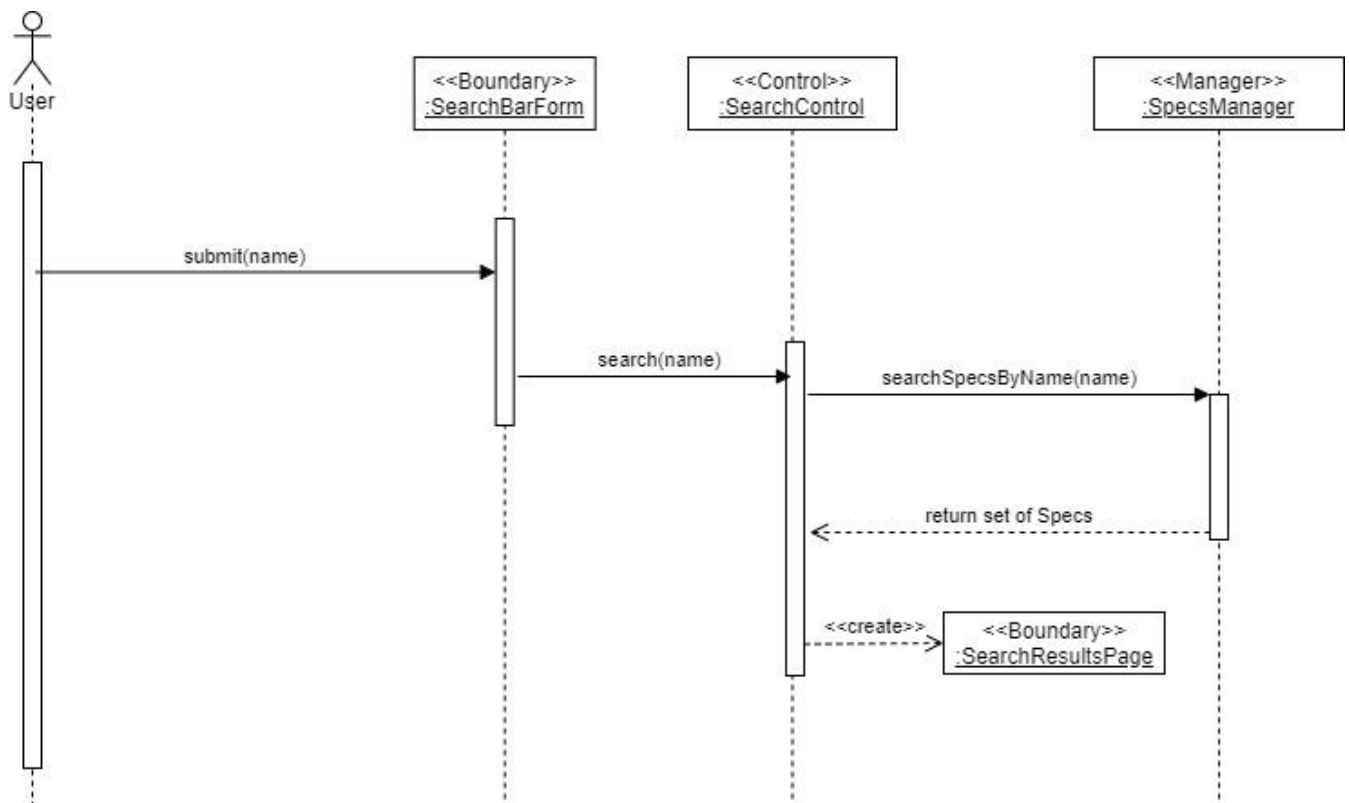 User
<<Boundary>>
:SearchBarForm
<<Control>>
:SearchControl
<<Manager>>
:SpecsManager
submit(name)
search(name)
searchSpecsByName(name)
return set of Specs
<<create>>
<<Boundary>>
:SearchResultsPage